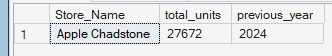 Store_Name total_units previous_year
1 Apple Chadstone 27672 2024